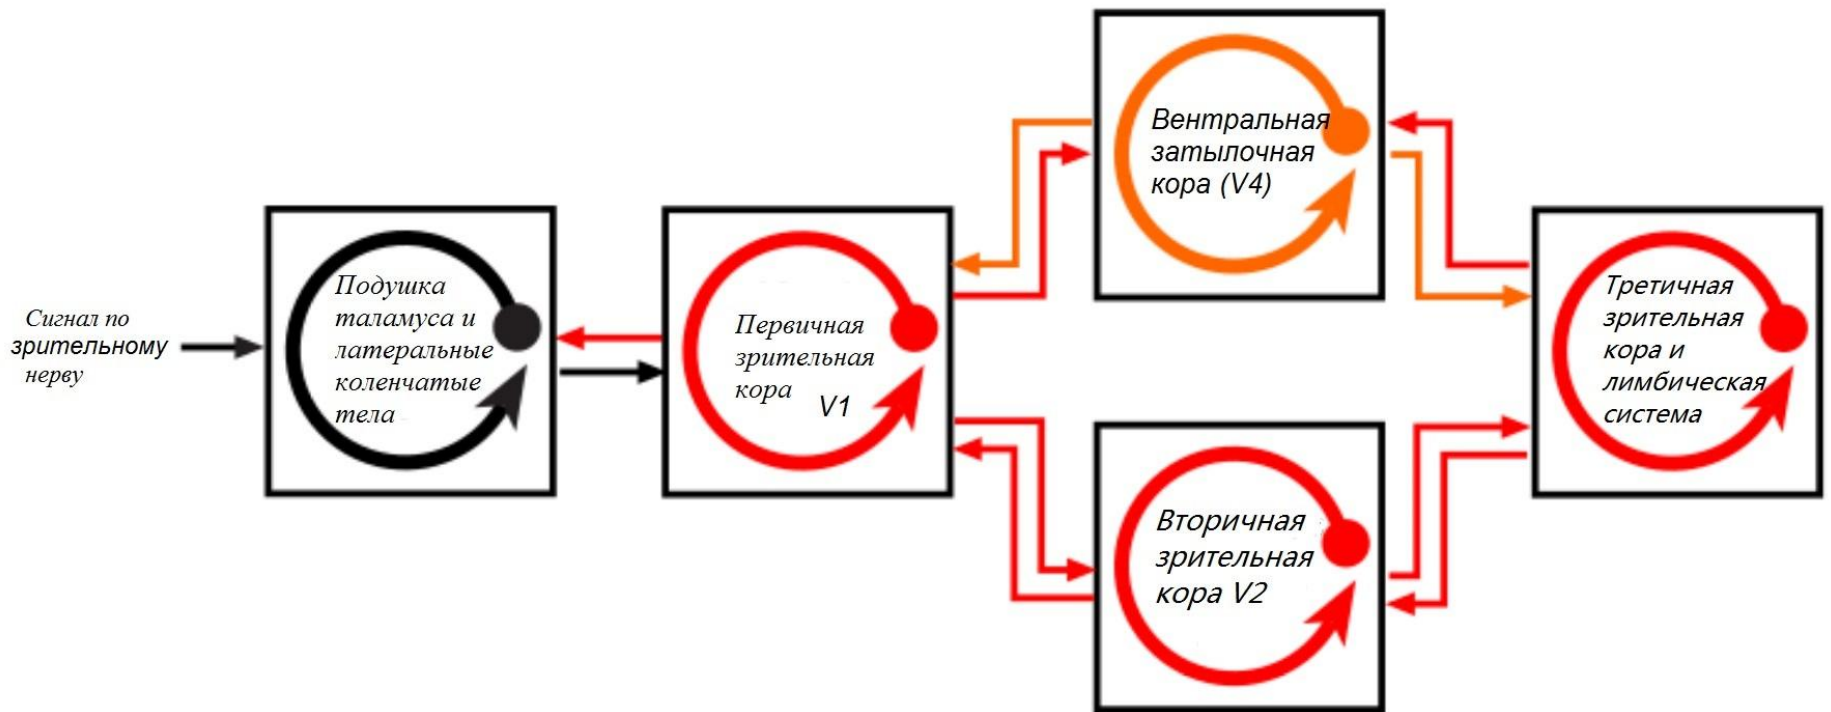 Сигнал по
зрительному
нерву
Подушка
таламуса и
латеральные
коленчатые
тела
Первичная
зрительная
кора V1
Вентральная
затылочная
кора (V4)
Вторичная
зрительная
кора V2
Третичная
зрительная
кора и
лимбическая
система